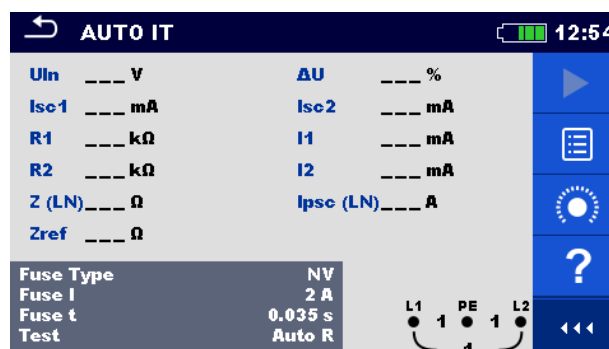 AUTO IT 12:54
Uln ___ V ΔU ___ %
Isc1 ___ mA Isc2 ___ mA
R1 ___ kΩ I1 ___ mA
R2 ___ kΩ I2 ___ mA
Z (LN)___ Ω Ipsc (LN)___ A
Zref ___ Ω
Fuse Type NV
Fuse I 2 A
Fuse t 0.035 s
Test Auto R
L1 PE L2
1 1
1
?